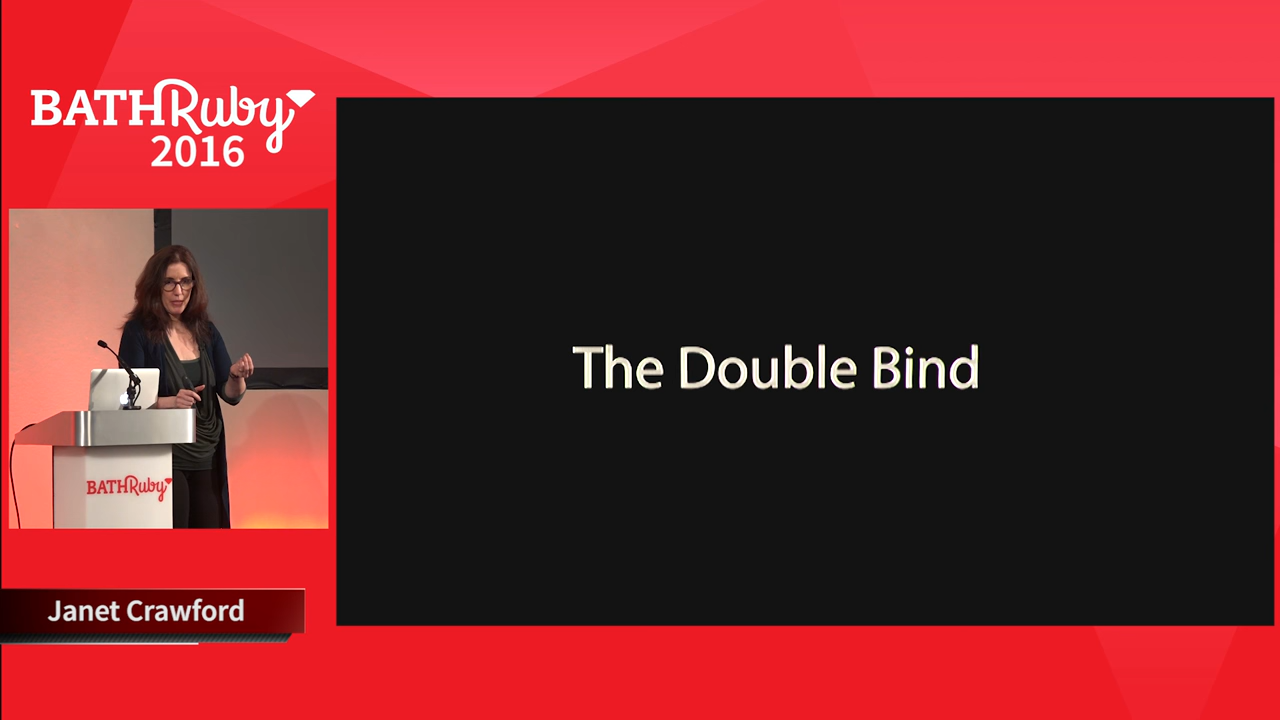 BATHRuby
2016
The Double Bind
BATHRuby
Janet Crawford